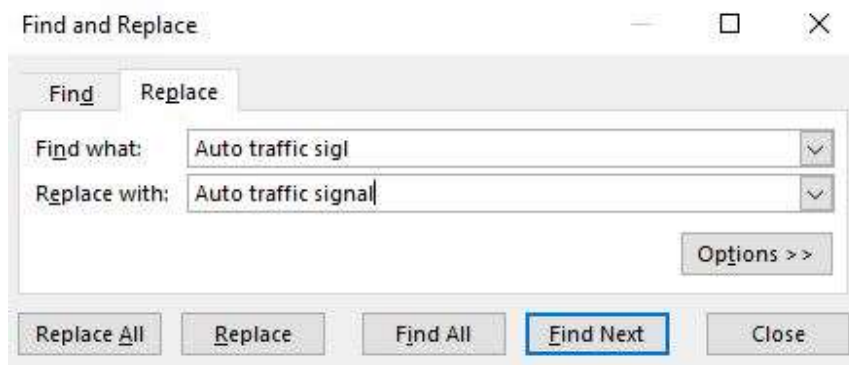 Find and Replace
Find Replace
Find what: Auto traffic sigl
Replace with: Auto traffic signal
Options >>
Replace All Replace Find All Find Next Close